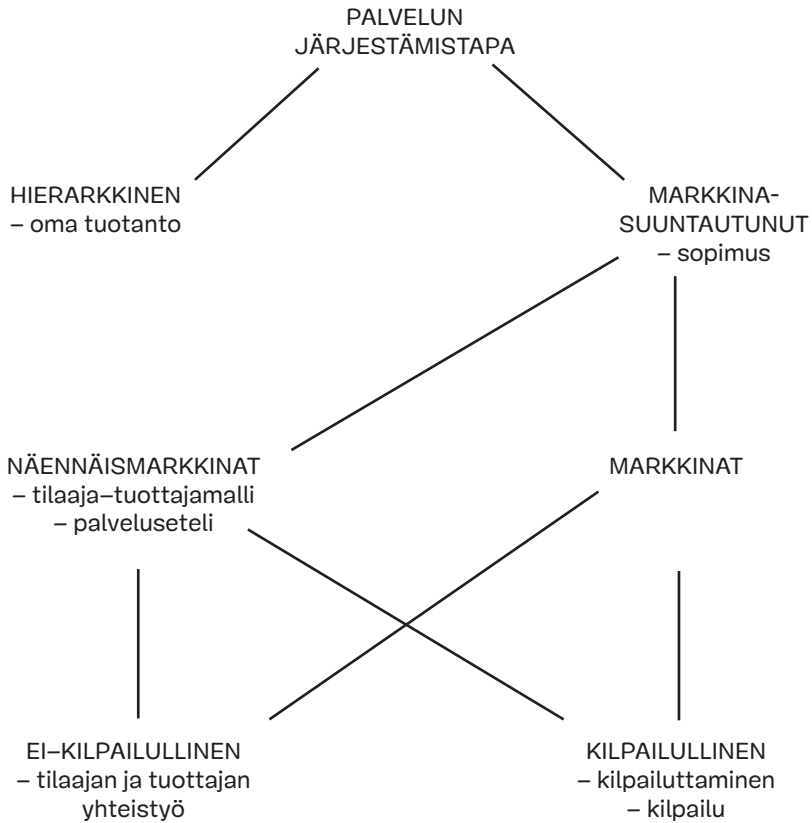 PALVELUN
JÄRJESTÄMISTAPA
HIERARKKINEN
– oma tuotanto
MARKKINA-
SUUNTAUTUNUT
– sopimus
NÄENNÄISMARKKINAT
– tilaaja–tuottajamalli
– palveluseteli
MARKKINAT
EI–KILPAILULLINEN
– tilaajan ja tuottajan
yhteistyö
KILPAILULLINEN
– kilpailuttaminen
– kilpailu